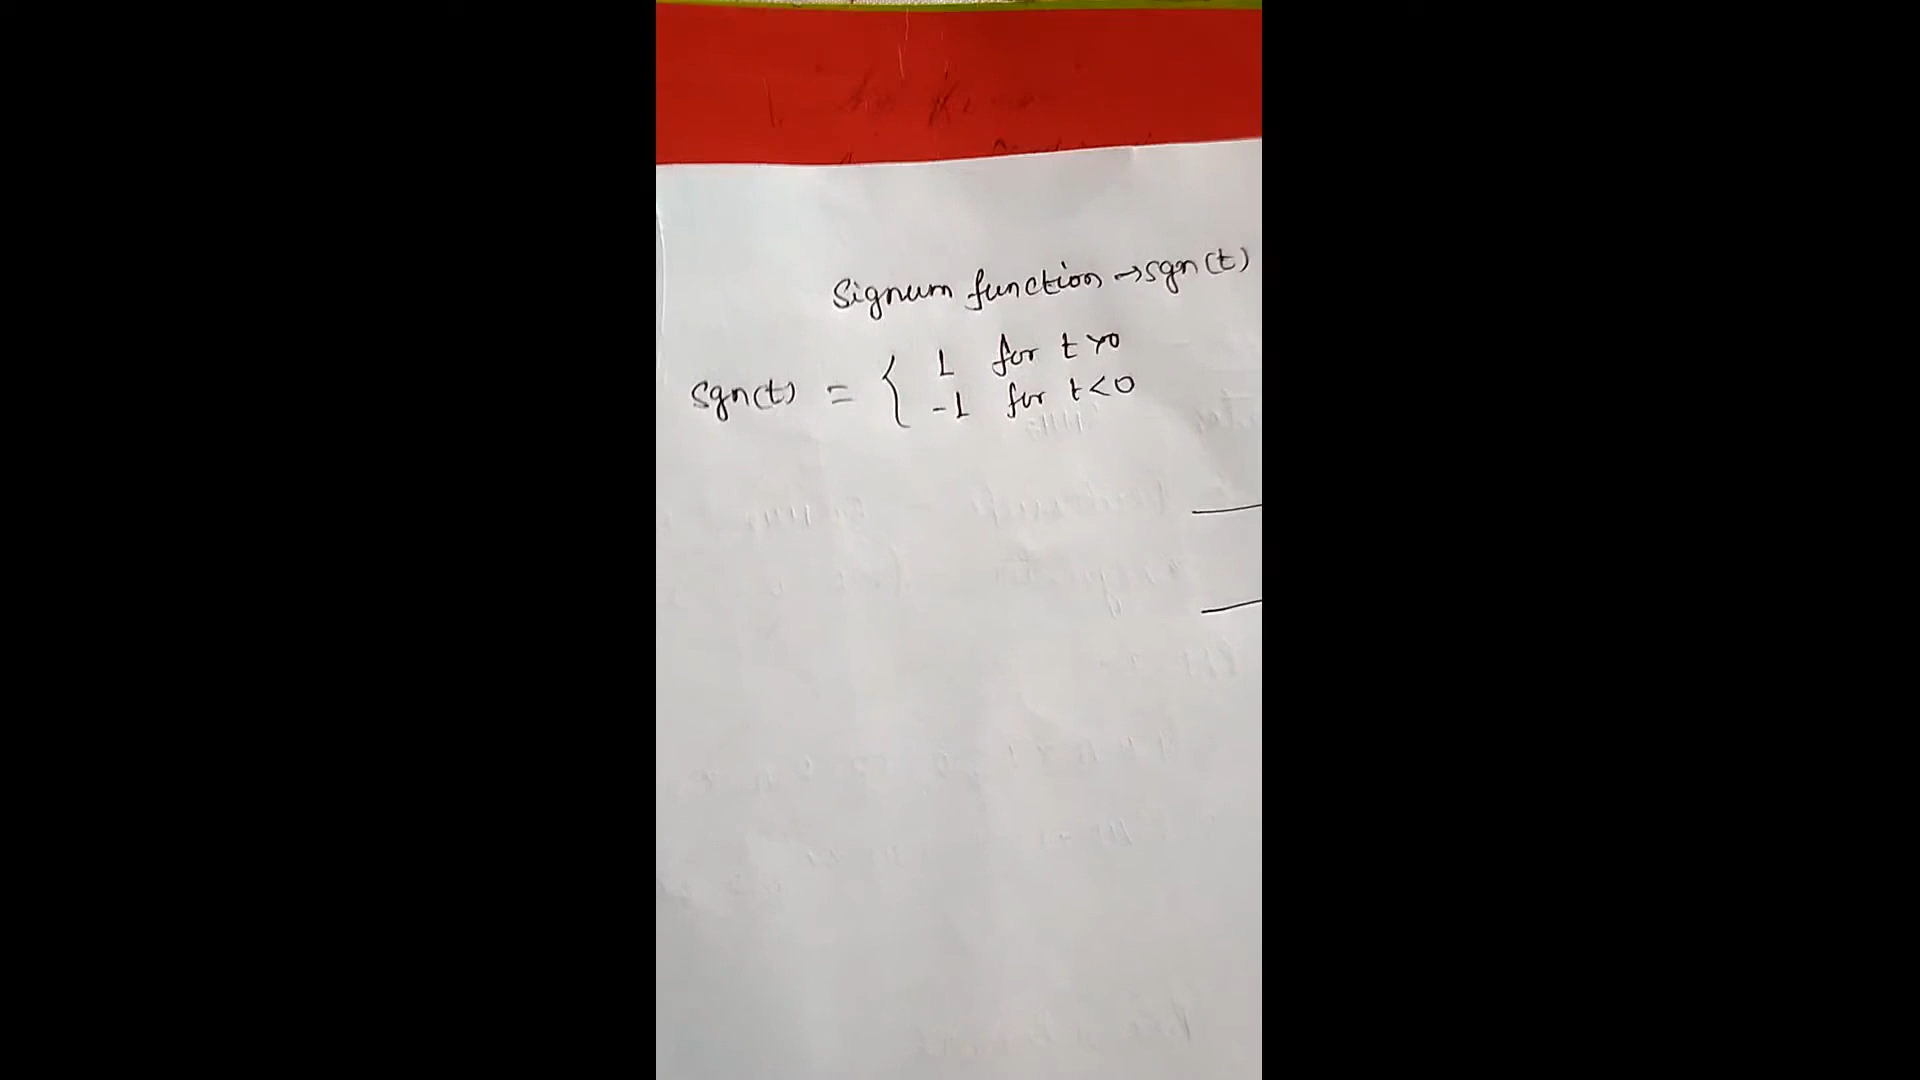 Signum function → sgn(t)
sgn(t) = { 1 for t>0
-1 for t<0